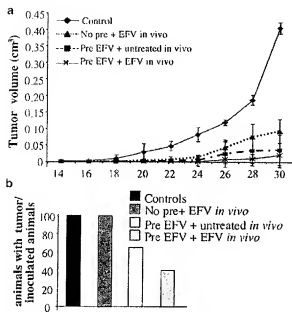 a
Control
No pre + EFV in vivo
Pre EFV + untreated in vivo
Pre EFV + EFV in vivo
Tumor volume (cm³)
0.45
0.4
0.35
0.3
0.25
0.20
0.15
0.10
0.05
0
14 16 18 20 22 24 26 28 30
b
Controls
No pre+ EFV in vivo
Pre EFV + untreated in vivo
Pre EFV + EFV in vivo
animals with tumor/
inoculated animals
100
80
60
40
20
0